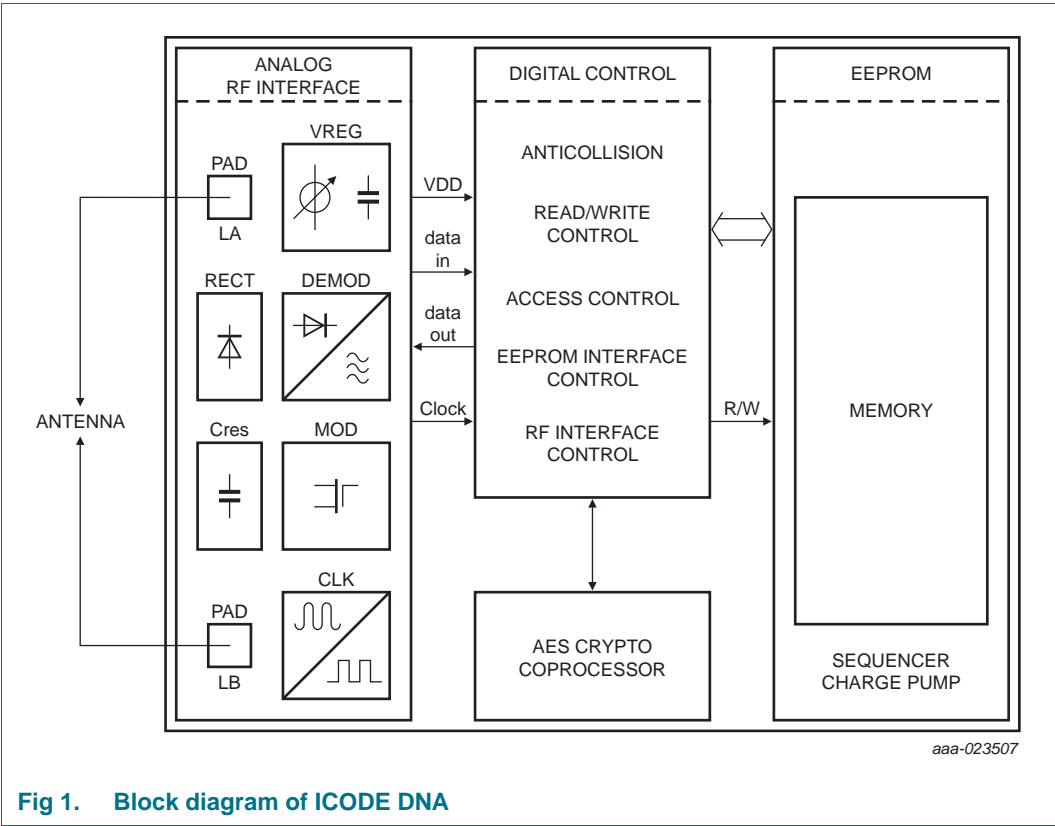 ANALOG
RF INTERFACE
VREG
PAD
LA
RECT
DEMOD
ANTENNA
Cres
MOD
CLK
PAD
LB
VDD
data
in
data
out
Clock
DIGITAL CONTROL
ANTICOLLISION
READ/WRITE
CONTROL
ACCESS CONTROL
EEPROM INTERFACE
CONTROL
RF INTERFACE
CONTROL
AES CRYPTO
COPROCESSOR
R/W
EEPROM
MEMORY
SEQUENCER
CHARGE PUMP
aaa-023507
Fig 1. Block diagram of ICODE DNA